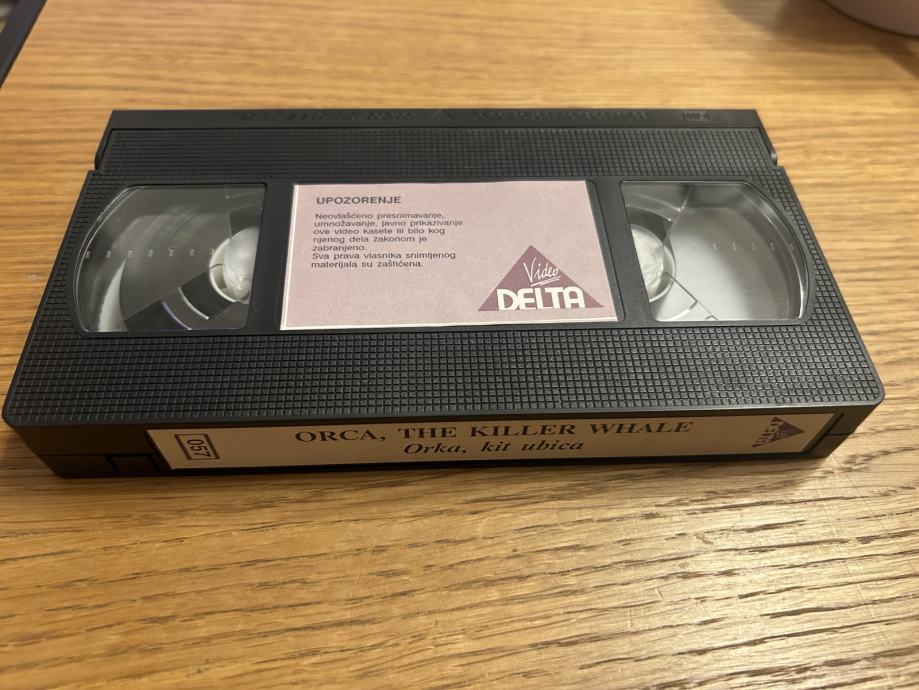 UPOZORENJE
Neovlašćeno presnimavanje,
umnožavanje, javno prikazivanje
ove video kasete ili bilo kog
njenog dela zakonom je
zabranjeno.
Sva prava vlasnika snimljenog
materijala su zaštićena.
Video
DELTA
057
ORCA, THE KILLER WHALE
Orka, kit ubica